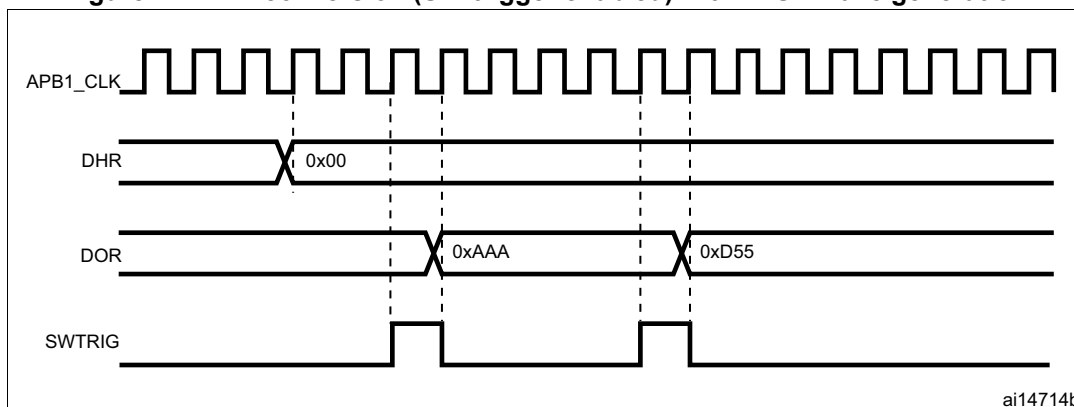 APB1_CLK
DHR
0x00
DOR
0xAAA
0xD55
SWTRIG
ai14714b